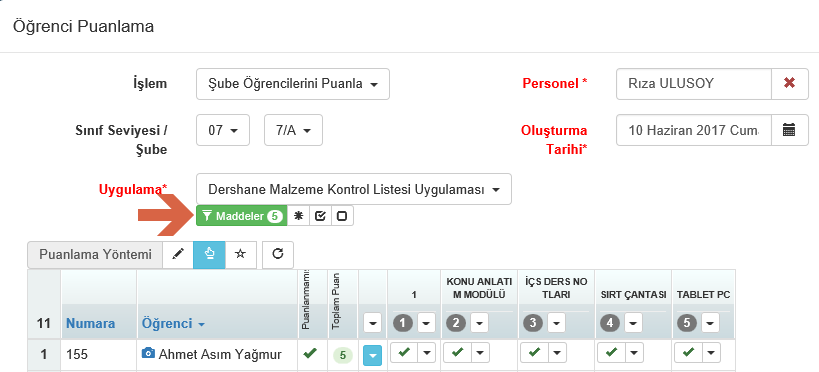 Öğrenci Puanlama
İşlem
Şube Öğrencilerini Puanla
Personel *
Rıza ULUSOY
Sınıf Seviyesi / Şube
07
7/A
Oluşturma Tarihi*
10 Haziran 2017 Cuma
Uygulama*
Dershane Malzeme Kontrol Listesi Uygulaması
Maddeler 5
Puanlama Yöntemi
11
Numara
Öğrenci
Puanlanmamış
Toplam Puan
1
KONU ANLATI
M MODÜLÜ
İÇS DERS NO
TLARI
SIRT ÇANTASI
TABLET PC
1
2
3
4
5
1
155
Ahmet Asım Yağmur
5